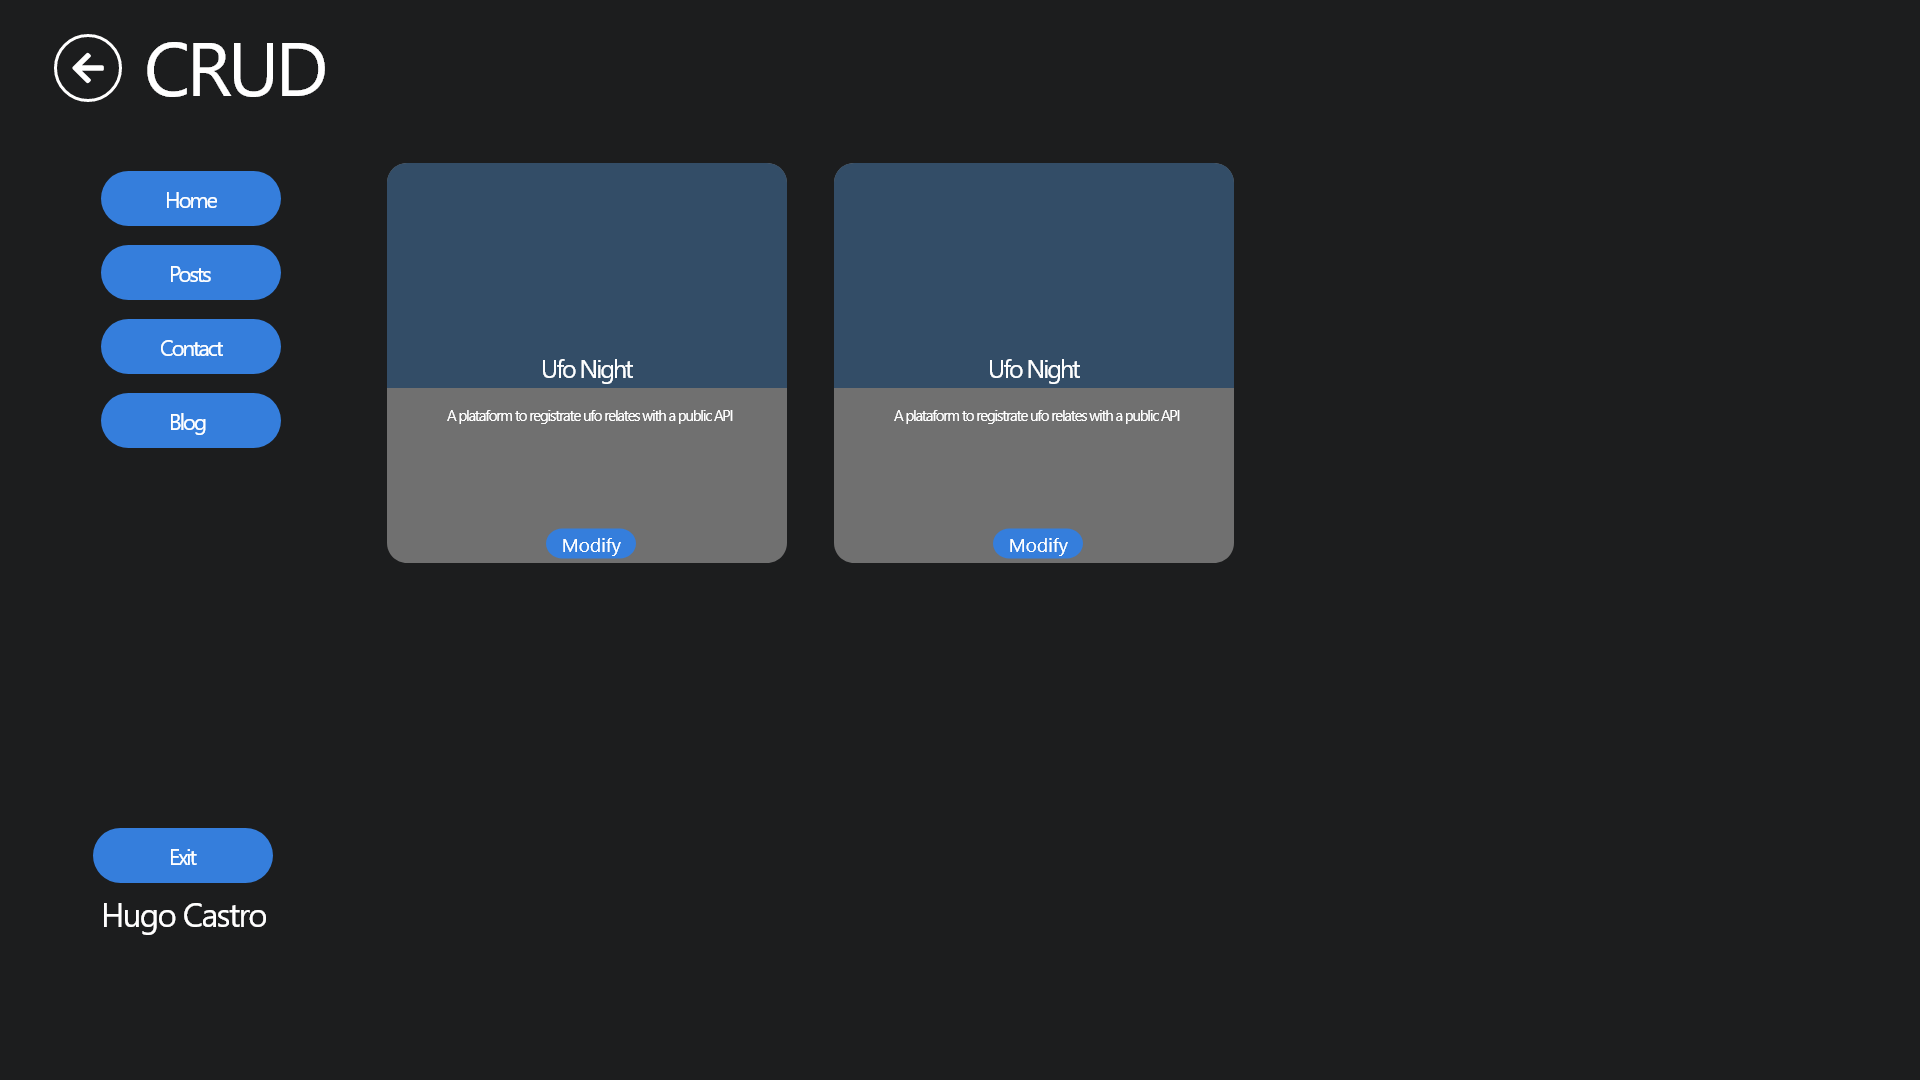 CRUD
Home
Posts
Contact
Blog
Ufo Night
A plataform to registrate ufo relates with a public API
Modify
Ufo Night
A plataform to registrate ufo relates with a public API
Modify
Exit
Hugo Castro